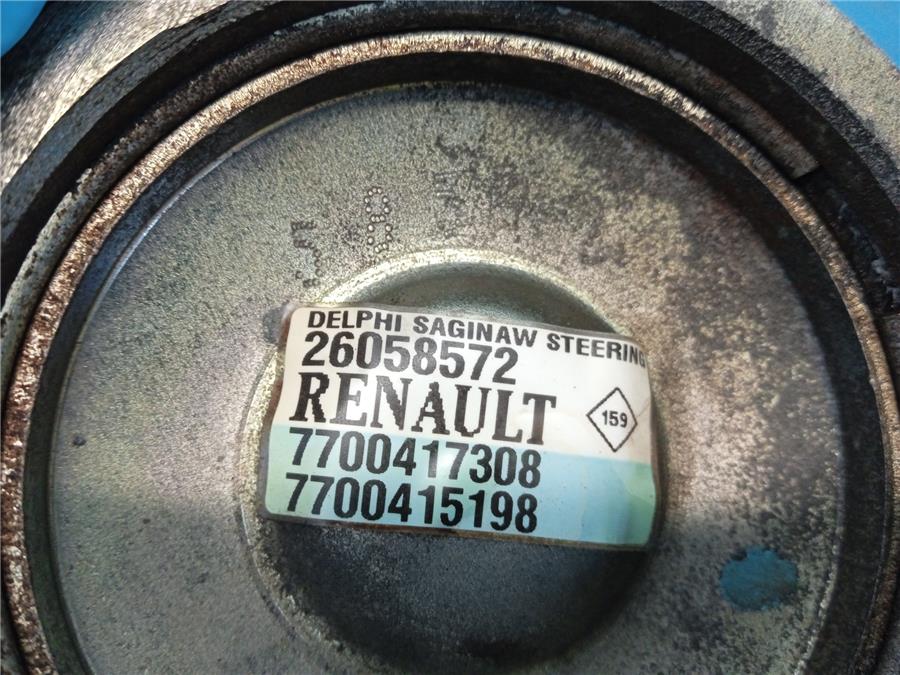 DELPHI SAGINAW STEERING
26058572
RENAULT
159
7700417308
7700415198